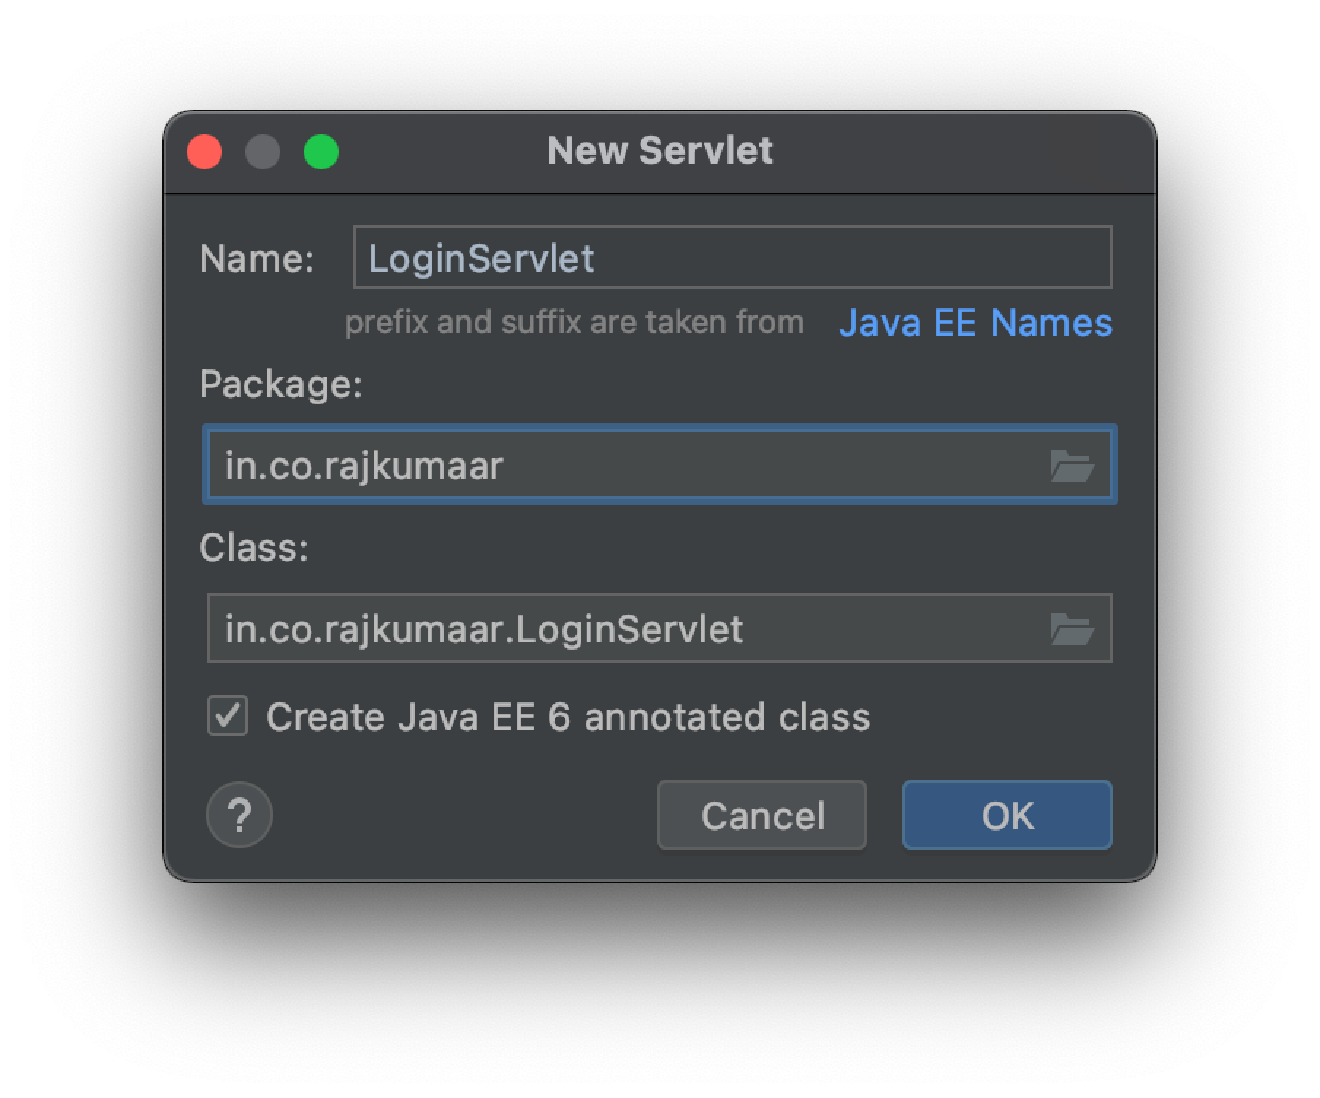 New Servlet
Name: LoginServlet
prefix and suffix are taken from Java EE Names
Package:
in.co.rajkumaar
Class:
in.co.rajkumaar.LoginServlet
Create Java EE 6 annotated class
? Cancel OK